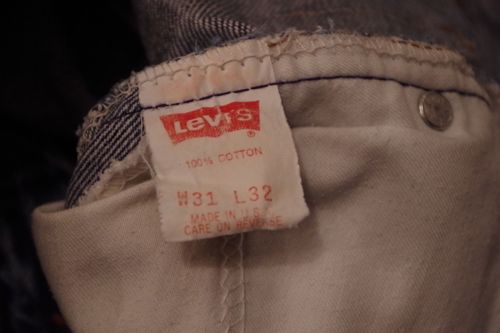 Levi's
®
100% COTTON
W31 L32
MADE IN U.S.
CARE ON REVERSE